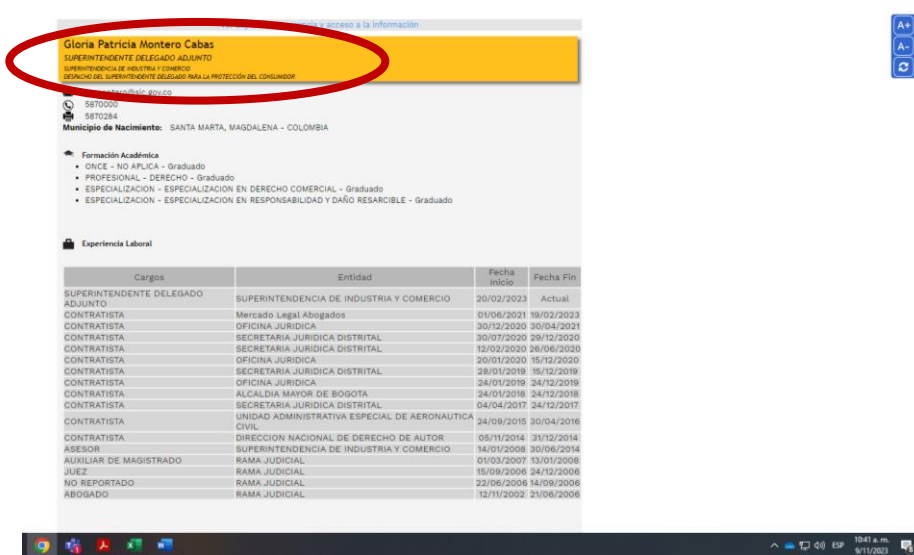 acceso a la Información
Gloria Patricia Montero Cabas
SUPERINTENDENTE DELEGADO ADJUNTO
SUPERINTENDENCIA DE INDUSTRIA Y COMERCIO
DESPACHO DEL SUPERINTENDENTE DELEGADO PARA LA PROTECCIÓN DEL CONSUMIDOR
@sic.gov.co
5870000
5870284
Municipio de Nacimiento: SANTA MARTA, MAGDALENA - COLOMBIA
Formación Académica
• ONCE - NO APLICA - Graduado
• PROFESIONAL - DERECHO - Graduado
• ESPECIALIZACION - ESPECIALIZACION EN DERECHO COMERCIAL - Graduado
• ESPECIALIZACION - ESPECIALIZACION EN RESPONSABILIDAD Y DAÑO RESARCIBLE - Graduado
Experiencia Laboral
Cargos Entidad Fecha Inicio Fecha Fin
SUPERINTENDENTE DELEGADO ADJUNTO SUPERINTENDENCIA DE INDUSTRIA Y COMERCIO 20/02/2023 Actual
CONTRATISTA Mercado Legal Abogados 01/06/2021 19/02/2023
CONTRATISTA OFICINA JURIDICA 30/12/2020 30/04/2021
CONTRATISTA SECRETARIA JURIDICA DISTRITAL 30/07/2020 29/12/2020
CONTRATISTA SECRETARIA JURIDICA DISTRITAL 12/02/2020 26/06/2020
CONTRATISTA OFICINA JURIDICA 20/01/2020 15/12/2020
CONTRATISTA SECRETARIA JURIDICA DISTRITAL 28/01/2019 15/12/2019
CONTRATISTA OFICINA JURIDICA 24/01/2019 24/12/2019
CONTRATISTA ALCALDIA MAYOR DE BOGOTA 24/01/2018 24/12/2018
CONTRATISTA SECRETARIA JURIDICA DISTRITAL 04/04/2017 24/12/2017
CONTRATISTA UNIDAD ADMINISTRATIVA ESPECIAL DE AERONAUTICA CIVIL 24/09/2015 30/04/2016
CONTRATISTA DIRECCION NACIONAL DE DERECHO DE AUTOR 05/11/2014 31/12/2014
ASESOR SUPERINTENDENCIA DE INDUSTRIA Y COMERCIO 14/01/2008 30/06/2014
AUXILIAR DE MAGISTRADO RAMA JUDICIAL 01/03/2007 13/01/2008
JUEZ RAMA JUDICIAL 15/09/2006 24/12/2006
NO REPORTADO RAMA JUDICIAL 22/06/2006 14/09/2006
ABOGADO RAMA JUDICIAL 12/11/2002 21/06/2006
A+
A-
ESP
10:41 a. m.
9/11/2023